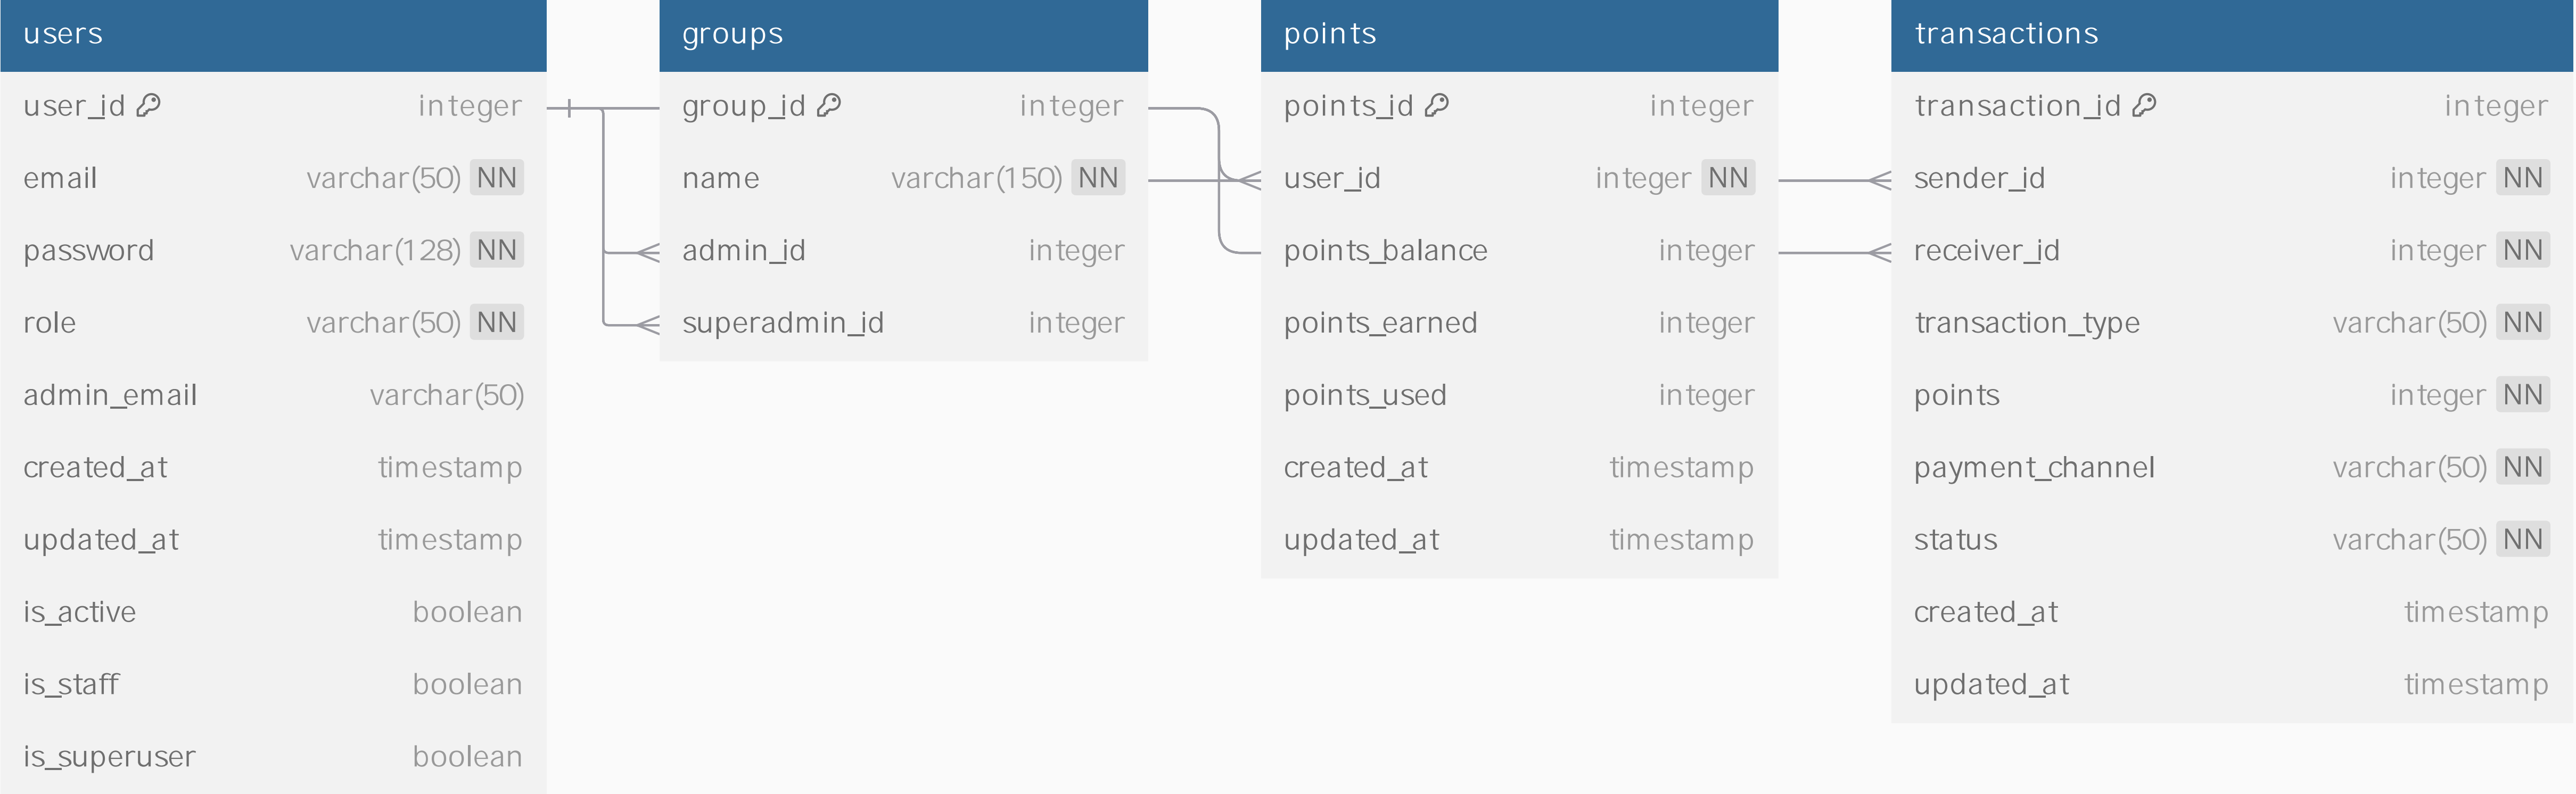 users
user_id integer
email varchar(50) NN
password varchar(128) NN
role varchar(50) NN
admin_email varchar(50)
created_at timestamp
updated_at timestamp
is_active boolean
is_staff boolean
is_superuser boolean
groups
group_id integer
name varchar(150) NN
admin_id integer
superadmin_id integer
points
points_id integer
user_id integer NN
points_balance integer
points_earned integer
points_used integer
created_at timestamp
updated_at timestamp
transactions
transaction_id integer
sender_id integer NN
receiver_id integer NN
transaction_type varchar(50) NN
points integer NN
payment_channel varchar(50) NN
status varchar(50) NN
created_at timestamp
updated_at timestamp